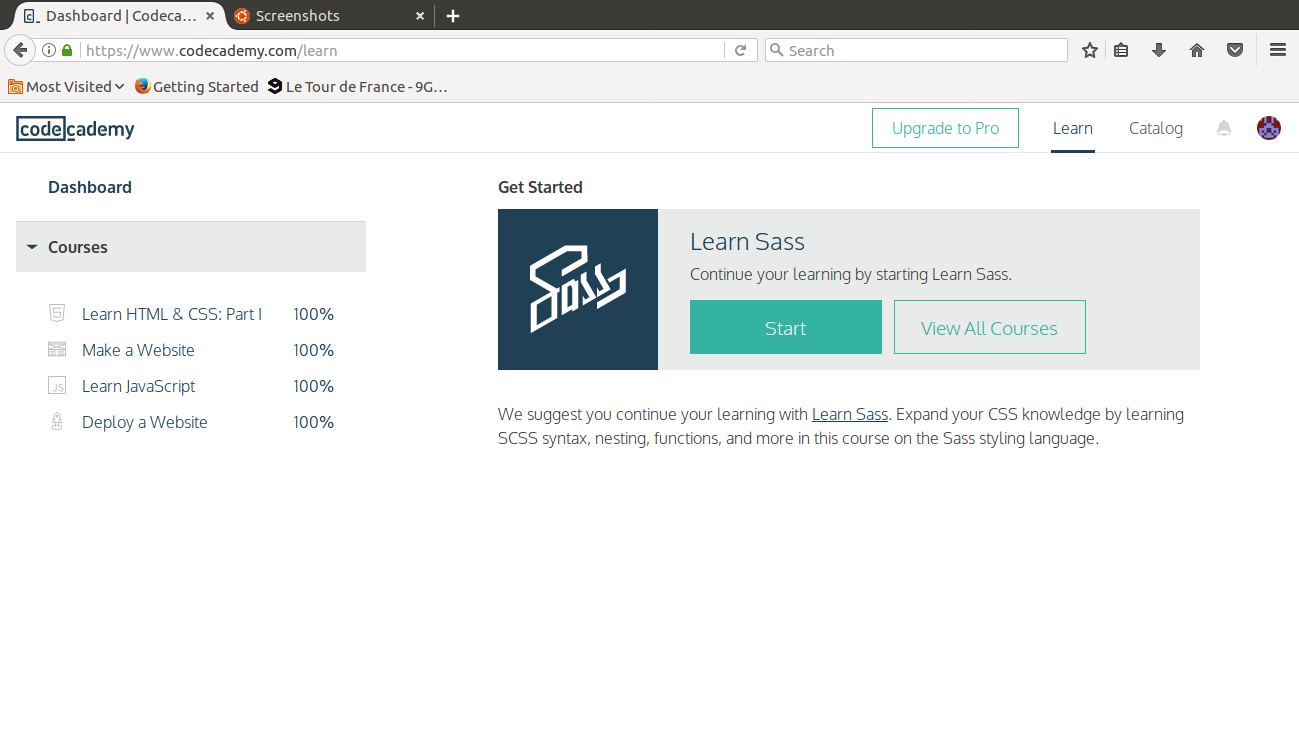 Dashboard | Codeca...
Screenshots
https://www.codecademy.com/learn
Search
Most Visited
Getting Started
Le Tour de France - 9G...
codecademy
Upgrade to Pro
Learn
Catalog
Dashboard
Courses
Learn HTML & CSS: Part I 100%
Make a Website 100%
Learn JavaScript 100%
Deploy a Website 100%
Get Started
Sass
Learn Sass
Continue your learning by starting Learn Sass.
Start
View All Courses
We suggest you continue your learning with Learn Sass. Expand your CSS knowledge by learning
SCSS syntax, nesting, functions, and more in this course on the Sass styling language.